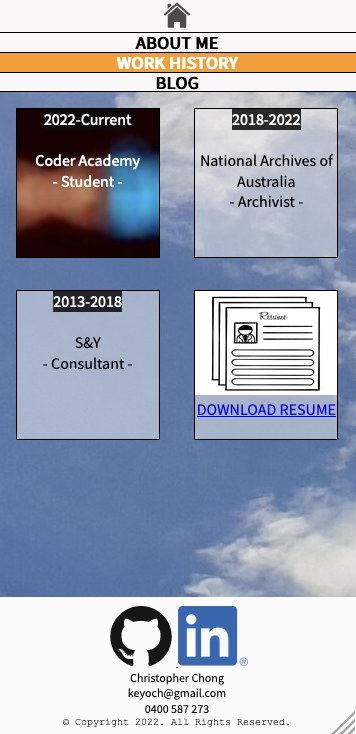 ABOUT ME
WORK HISTORY
BLOG
2022-Current
Coder Academy
- Student -
2018-2022
National Archives of
Australia
- Archivist -
2013-2018
S&Y
- Consultant -
Resume
DOWNLOAD RESUME
in
®
Christopher Chong
keyoch@gmail.com
0400 587 273
© Copyright 2022. All Rights Reserved.